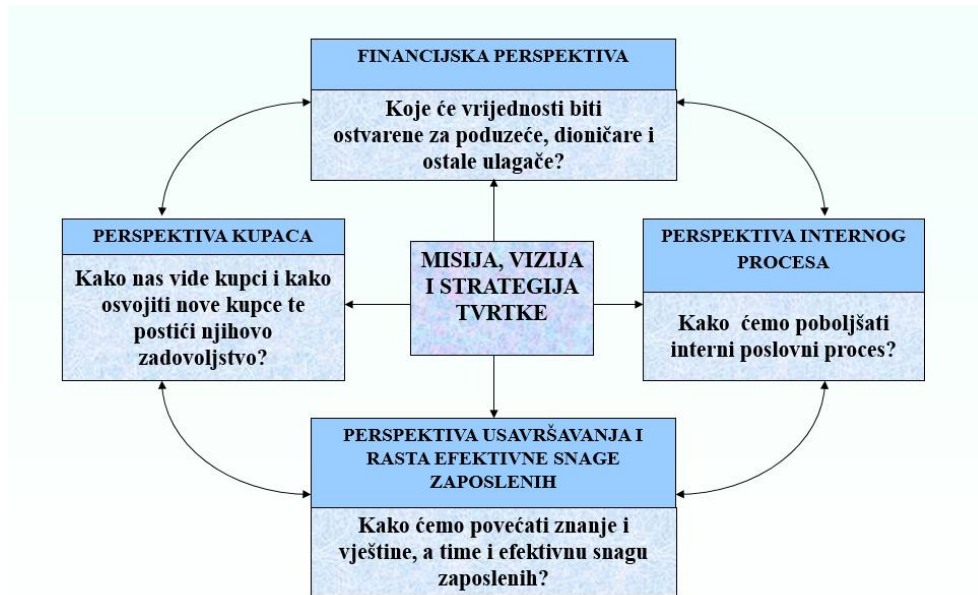 FINANCIJSKA PERSPEKTIVA
Koje će vrijednosti biti
ostvarene za poduzeće, dioničare i
ostale ulagače?
PERSPEKTIVA KUPACA
Kako nas vide kupci i kako
osvojiti nove kupce te
postići njihovo
zadovoljstvo?
MISIJA, VIZIJA
I STRATEGIJA
TVRTKE
PERSPEKTIVA INTERNOG
PROCESA
Kako ćemo poboljšati
interni poslovni proces?
PERSPEKTIVA USAVRŠAVANJA I
RASTA EFEKTIVNE SNAGE
ZAPOSLENIH
Kako ćemo povećati znanje i
vještine, a time i efektivnu snagu
zaposlenih?